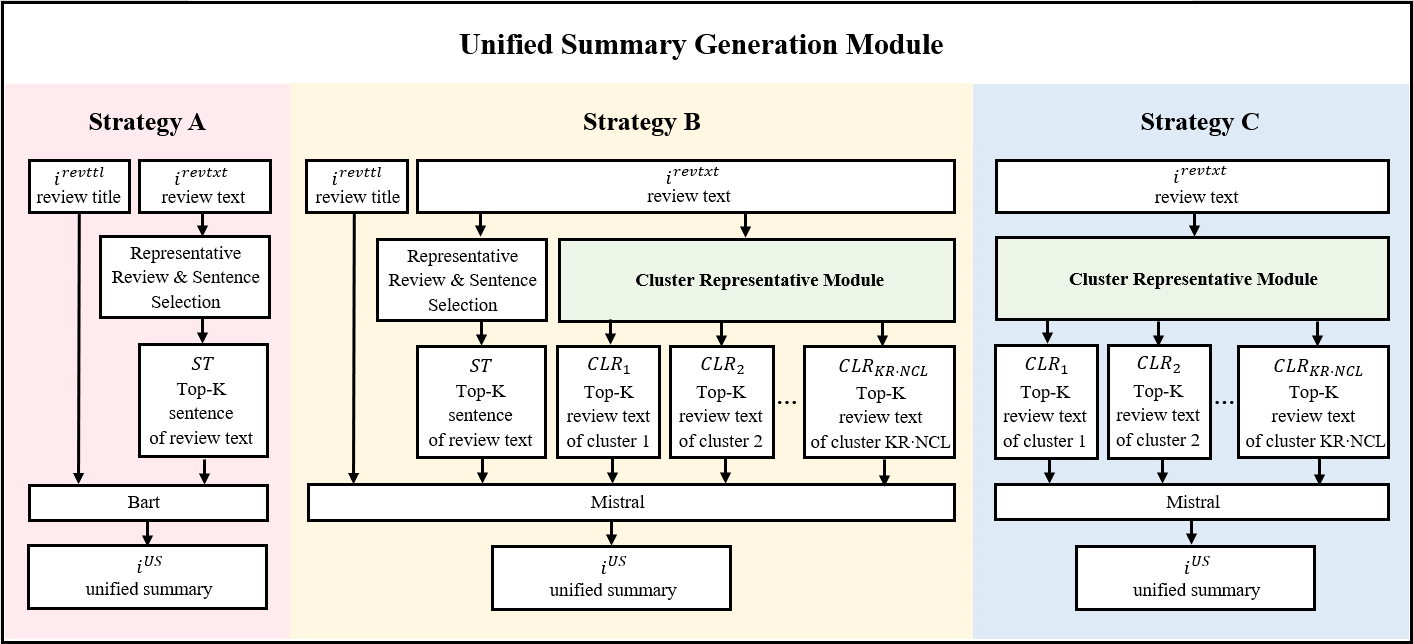 Unified Summary Generation Module
Strategy A
i^{revttl}
review title
i^{revtxt}
review text
Representative
Review & Sentence
Selection
ST
Top-K
sentence
of review text
Bart
i^{US}
unified summary
Strategy B
i^{revttl}
review title
i^{revtxt}
review text
Representative
Review & Sentence
Selection
Cluster Representative Module
ST
Top-K
sentence
of review text
CLR_1
Top-K
review text
of cluster 1
CLR_2
Top-K
review text
of cluster 2
...
CLR_{KR·NCL}
Top-K
review text
of cluster KR·NCL
Mistral
i^{US}
unified summary
Strategy C
i^{revtxt}
review text
Cluster Representative Module
CLR_1
Top-K
review text
of cluster 1
CLR_2
Top-K
review text
of cluster 2
...
CLR_{KR·NCL}
Top-K
review text
of cluster KR·NCL
Mistral
i^{US}
unified summary